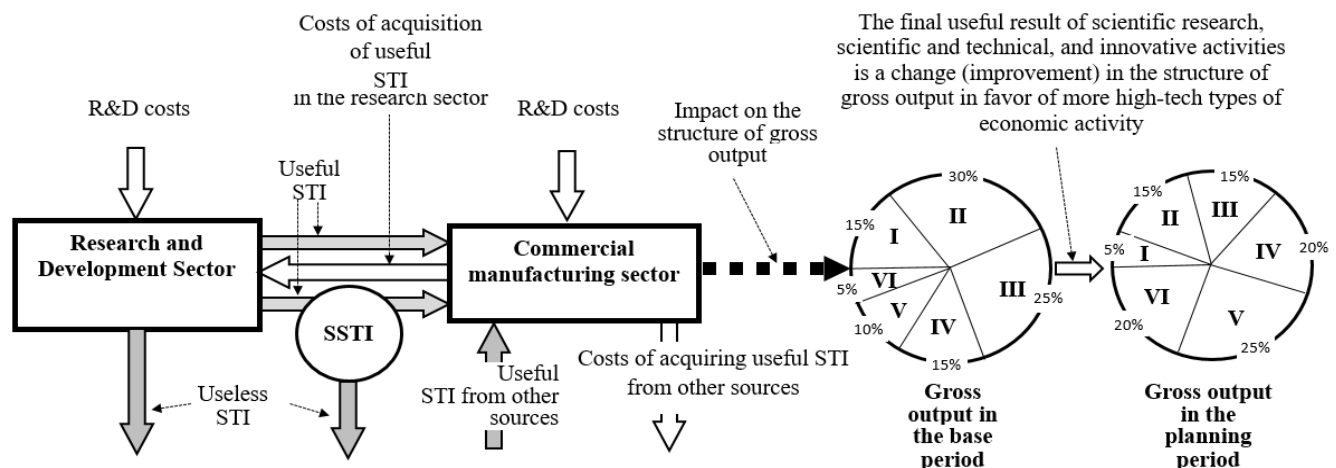 Costs of acquisition
of useful
STI
in the research sector
R&D costs
R&D costs
Useful
STI
Research and
Development Sector
Commercial
manufacturing sector
SSTI
Useless
STI
Useful
STI from other
sources
Costs of acquiring useful STI
from other sources
Impact on the
structure of gross
output
The final useful result of scientific research,
scientific and technical, and innovative activities
is a change (improvement) in the structure of
gross output in favor of more high-tech types of
economic activity
30%
15%
II
I
VI
5%
V
III
25%
10%
IV
15%
Gross
output in
the base
period
15%
15%
II
III
5%
I
IV
20%
VI
V
20%
25%
Gross output
in the
planning
period